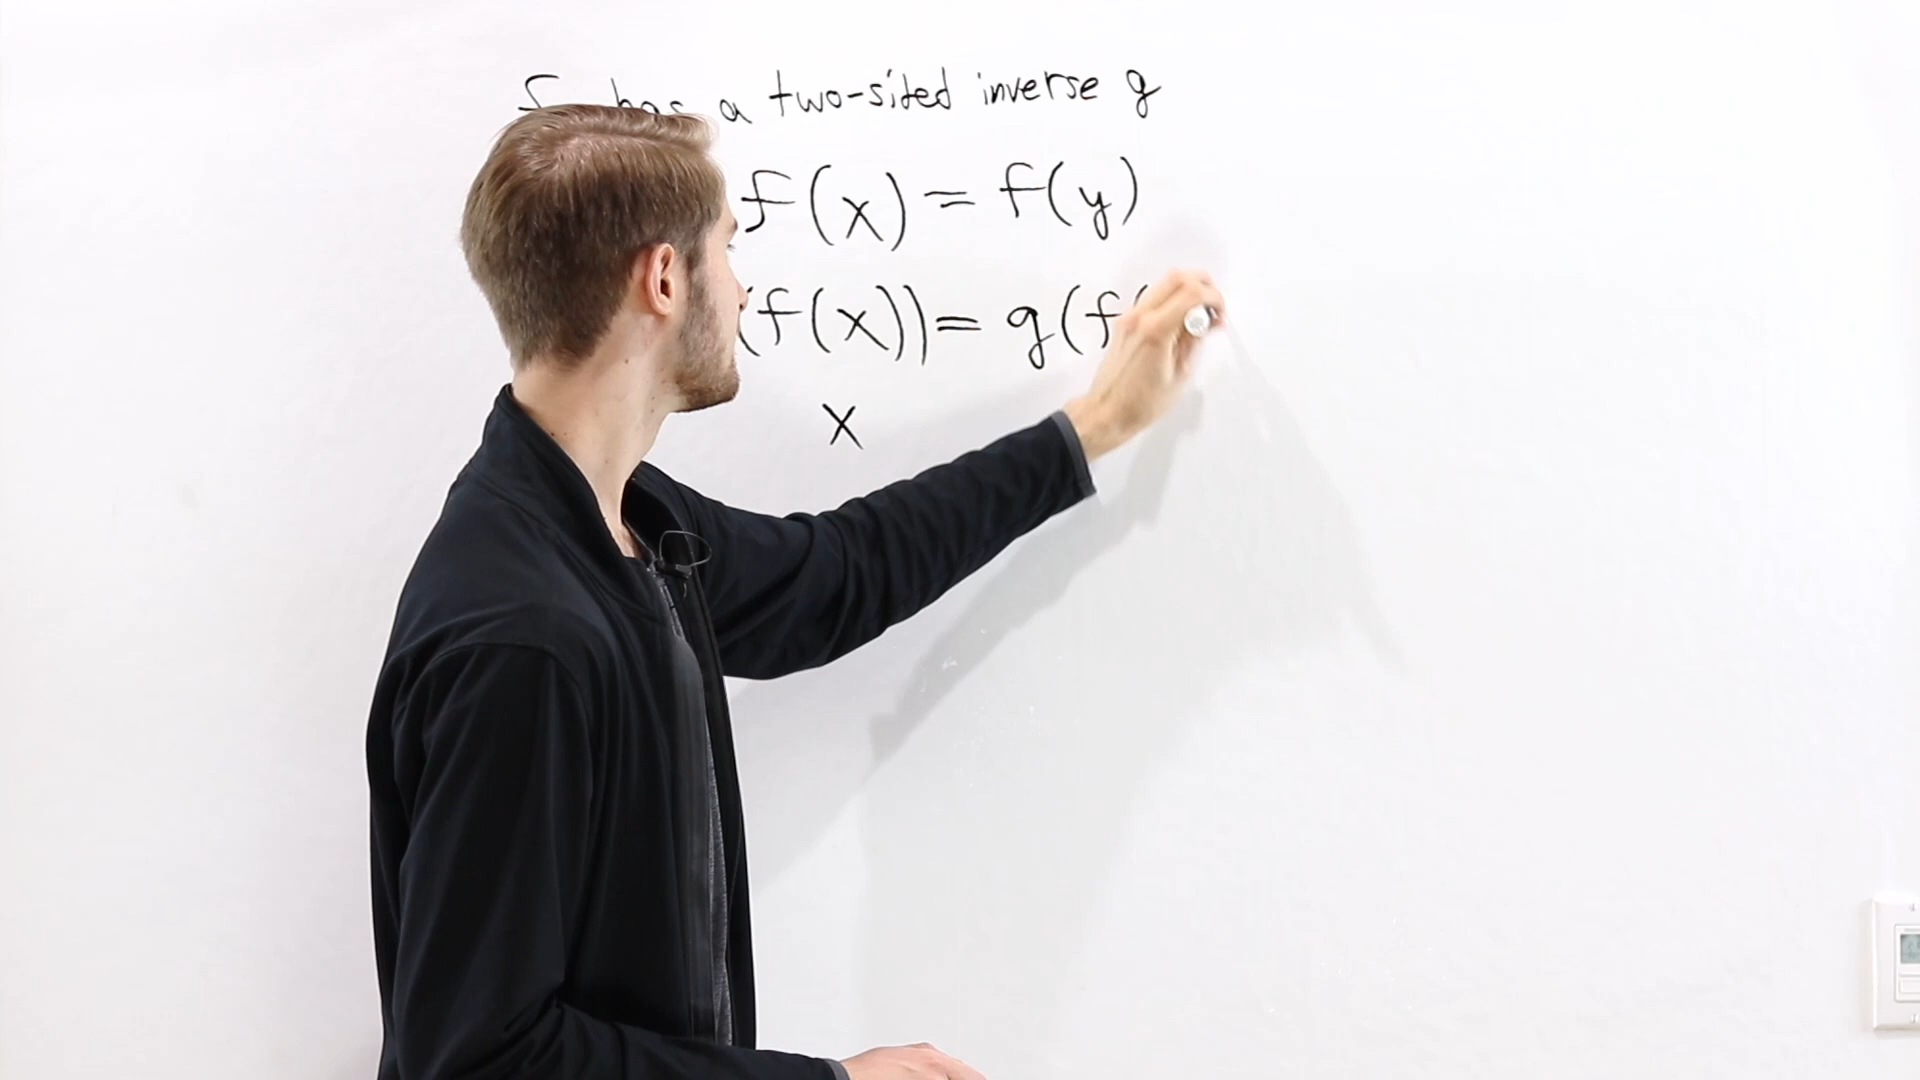 f has a two-sided inverse g
f(x) = f(y)
(f(x)) = g(f(
x